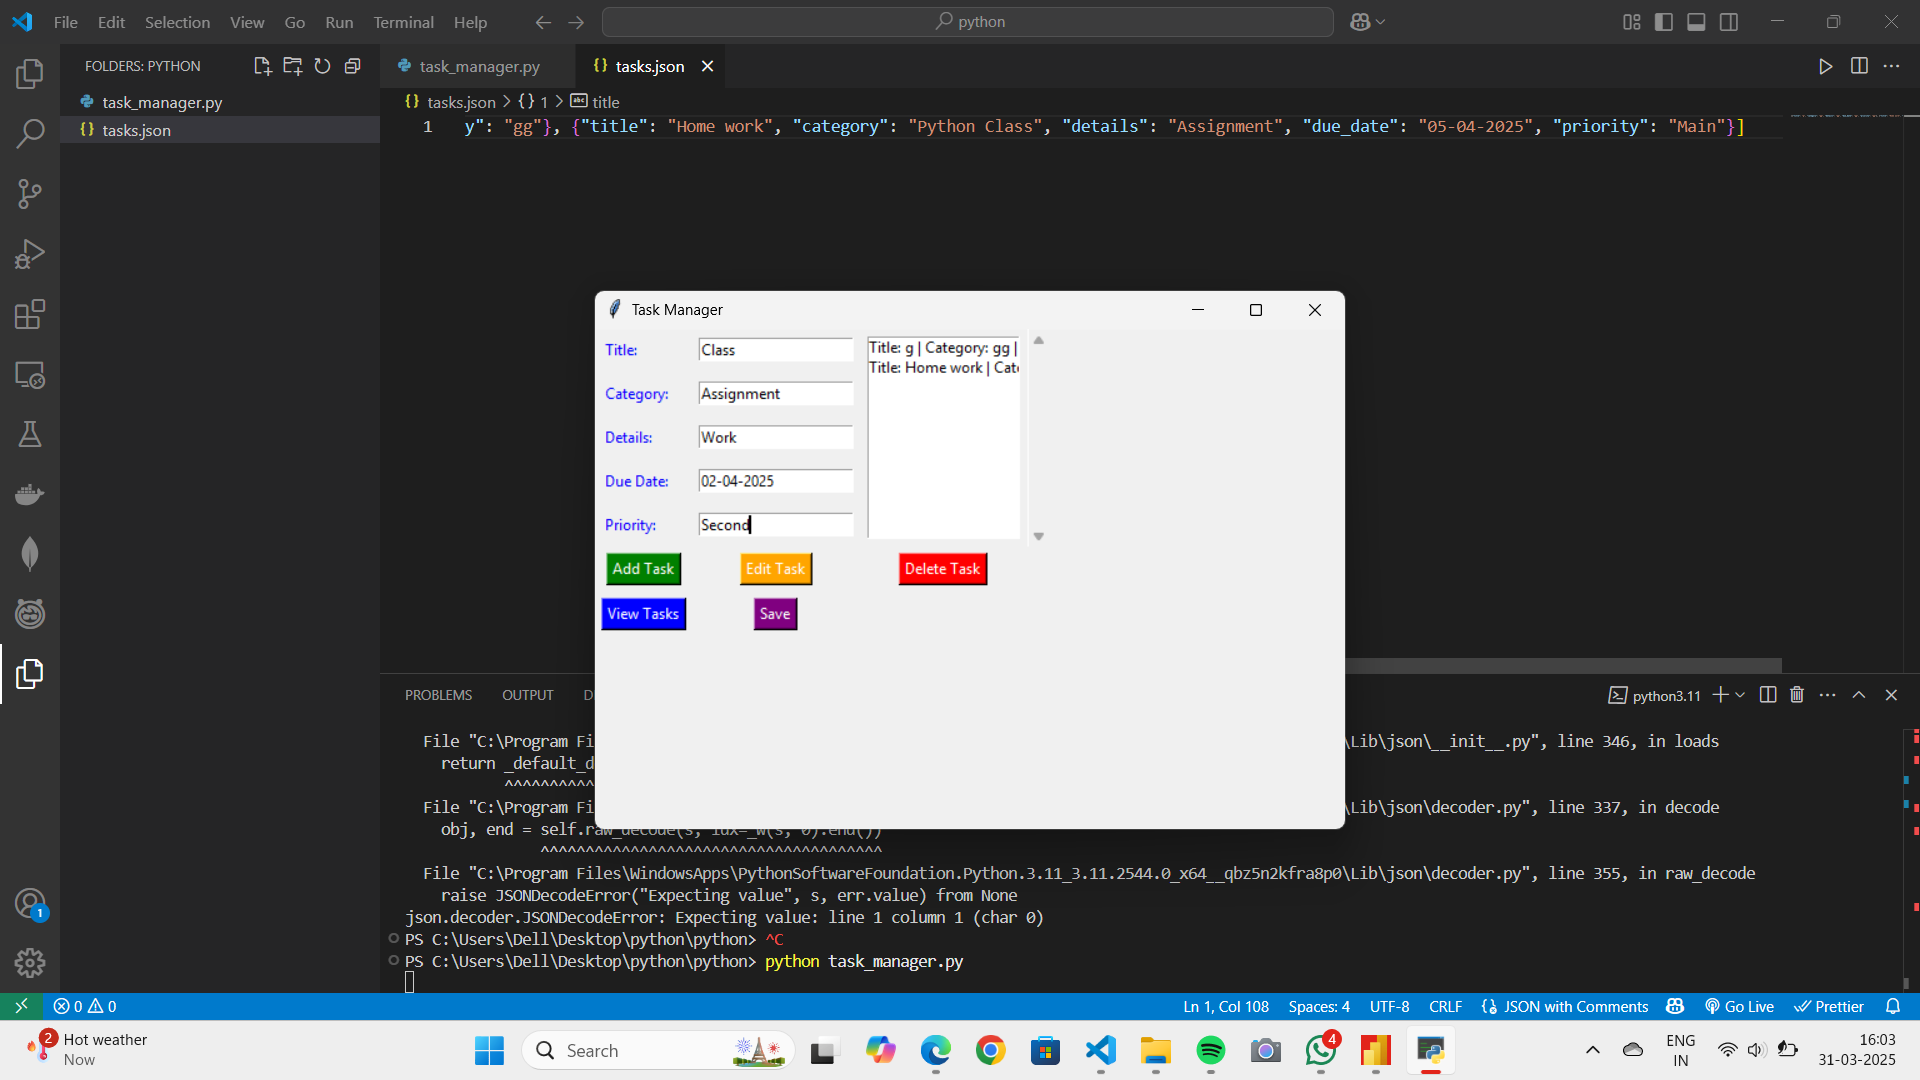 File Edit Selection View Go Run Terminal Help
python
FOLDERS: PYTHON
task_manager.py
tasks.json
task_manager.py
tasks.json
tasks.json > {} 1 > abc title
1 y": "gg"}, {"title": "Home work", "category": "Python Class", "details": "Assignment", "due_date": "05-04-2025", "priority": "Main"}]
Task Manager
Title: Class
Category: Assignment
Details: Work
Due Date: 02-04-2025
Priority: Second
Title: g | Category: gg |
Title: Home work | Cat
Add Task Edit Task Delete Task
View Tasks Save
PROBLEMS OUTPUT D
python3.11
File "C:\Program Fi
\Lib\json\__init__.py", line 346, in loads
return _default_d
^^^^^^^^^^
File "C:\Program Fi
\Lib\json\decoder.py", line 337, in decode
obj, end = self.raw_decode(s, idx=_w(s, 0).end())
^^^^^^^^^^^^^^^^^^^^^^^^^^^^^^^^^^^^^^
File "C:\Program Files\WindowsApps\PythonSoftwareFoundation.Python.3.11_3.11.2544.0_x64__qbz5n2kfra8p0\Lib\json\decoder.py", line 355, in raw_decode
raise JSONDecodeError("Expecting value", s, err.value) from None
json.decoder.JSONDecodeError: Expecting value: line 1 column 1 (char 0)
PS C:\Users\Dell\Desktop\python\python> ^C
PS C:\Users\Dell\Desktop\python\python> python task_manager.py
1
0 0
Ln 1, Col 108 Spaces: 4 UTF-8 CRLF {} JSON with Comments Go Live Prettier
2
Hot weather
Now
Search
4
ENG
IN
16:03
31-03-2025